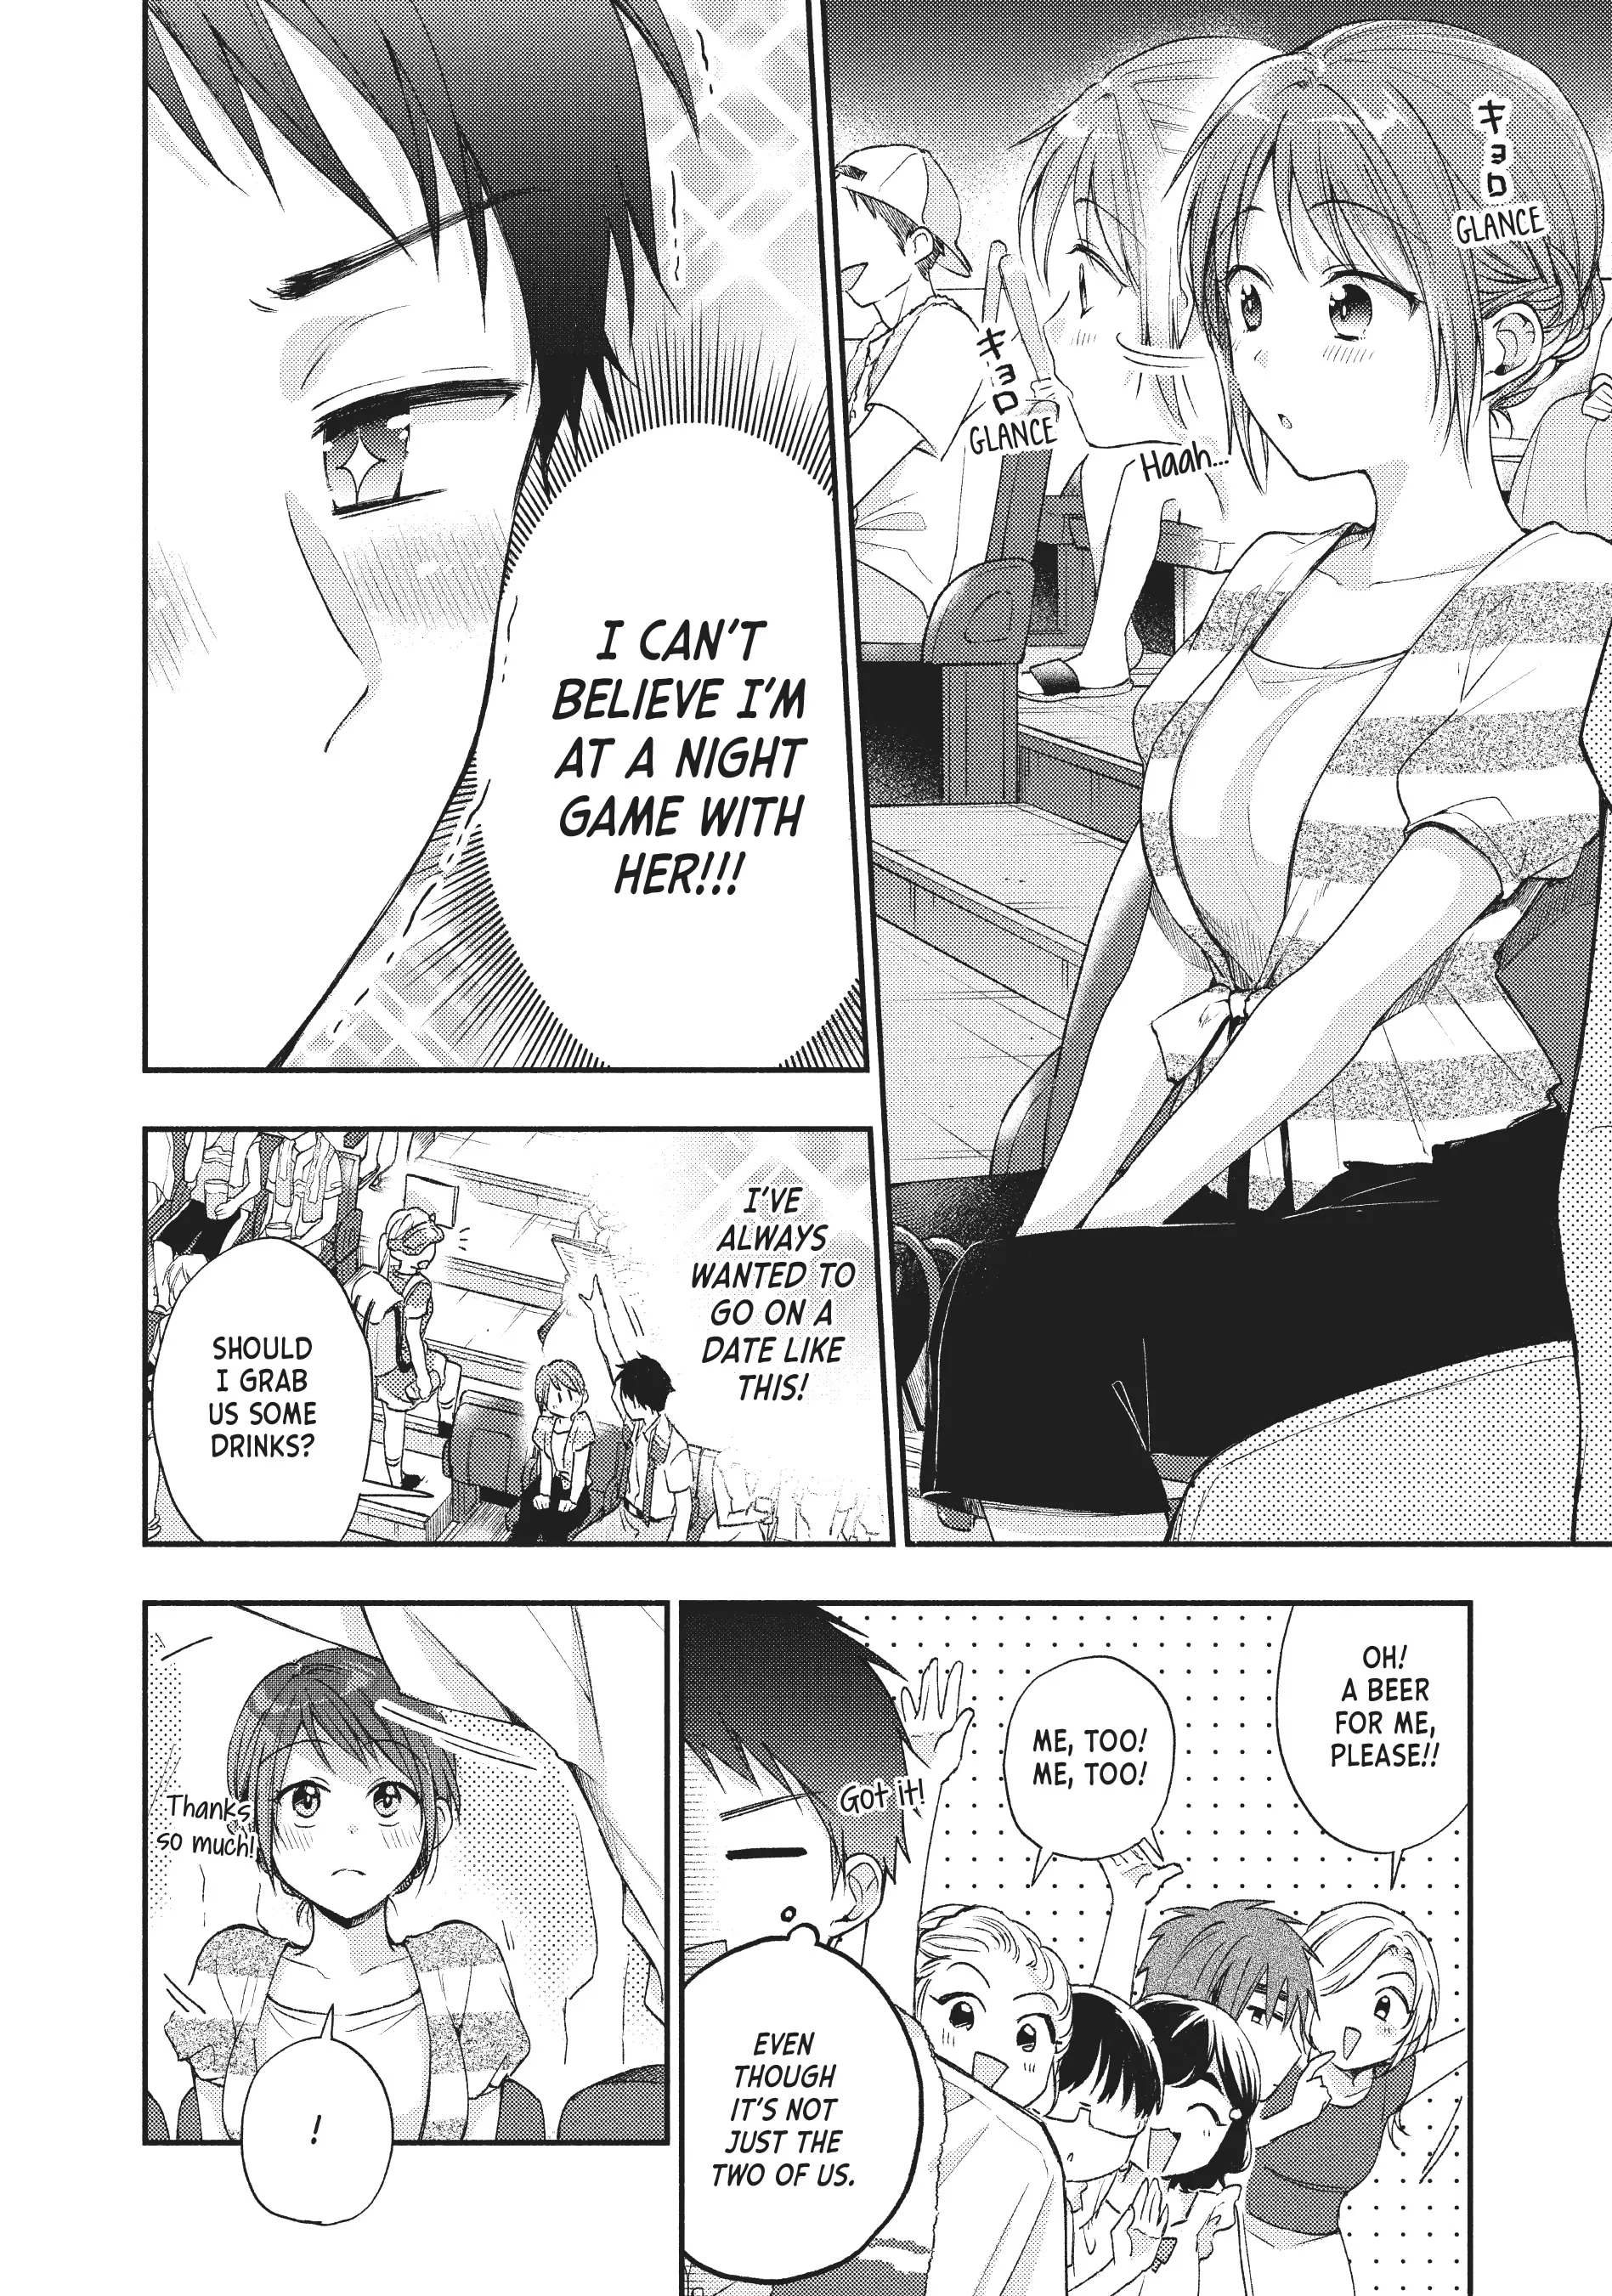 キョロ
GLANCE
キョロ
GLANCE
Haah...
I CAN'T
BELIEVE I'M
AT A NIGHT
GAME WITH
HER!!!
I'VE
ALWAYS
WANTED TO
GO ON A
DATE LIKE
THIS!
SHOULD
I GRAB
US SOME
DRINKS?
OH!
A BEER
FOR ME,
PLEASE!!
ME, TOO!
ME, TOO!
Got it!
EVEN
THOUGH
IT'S NOT
JUST THE
TWO OF US.
Thanks
so much!
!